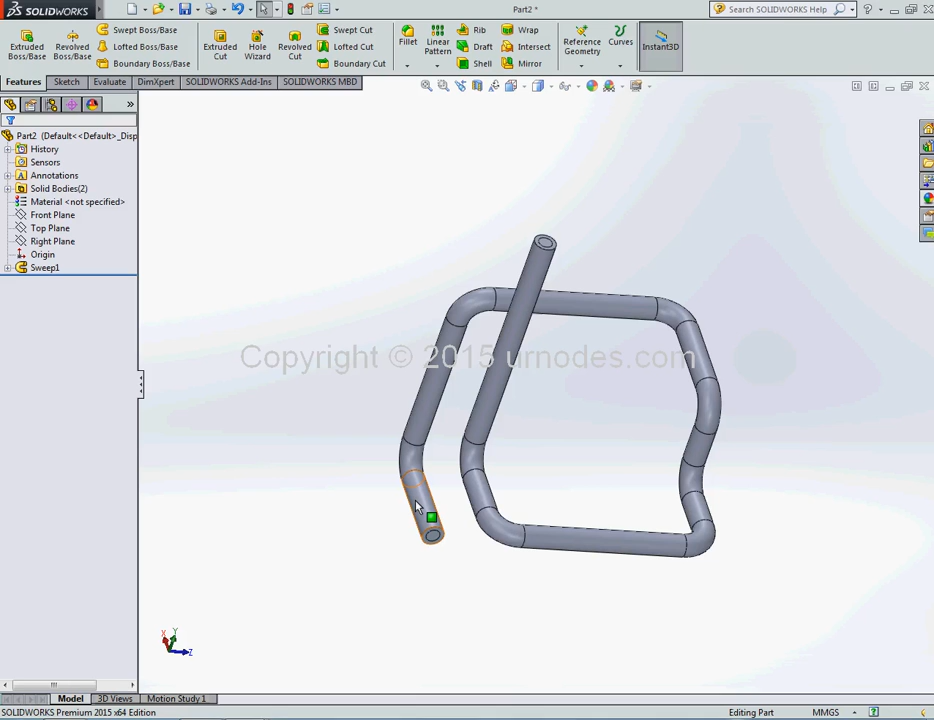 SOLIDWORKS
Part2 *
Search SOLIDWORKS Help
Extruded Boss/Base
Revolved Boss/Base
Swept Boss/Base
Lofted Boss/Base
Boundary Boss/Base
Extruded Cut
Hole Wizard
Revolved Cut
Swept Cut
Lofted Cut
Boundary Cut
Fillet
Linear Pattern
Rib
Draft
Shell
Wrap
Intersect
Mirror
Reference Geometry
Curves
Instant3D
Features
Sketch
Evaluate
DimXpert
SOLIDWORKS Add-Ins
SOLIDWORKS MBD
Part2 (Default<<Default>_Disp
History
Sensors
Annotations
Solid Bodies(2)
Material <not specified>
Front Plane
Top Plane
Right Plane
Origin
Sweep1
Copyright © 2015 urnodes.com
X
Y
Z
Model
3D Views
Motion Study 1
SOLIDWORKS Premium 2015 x64 Edition
Editing Part
MMGS